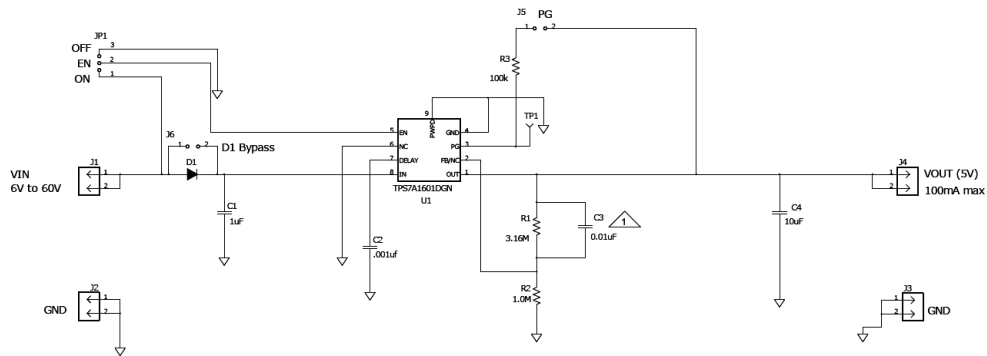 J5 PG
1 2
JP1
OFF 3
EN 2
ON 1
R3
100k
9
PWPD
TP1
J6
1 2 D1 Bypass
D1
5 EN GND 4
6 NC PG 3
7 DELAY FB/NC 2
8 IN OUT 1
TPS7A1601DGN
U1
VIN
6V to 60V
J1
1
2
J4
1
2
VOUT (5V)
100mA max
C1
1uF
C2
.001uf
R1
3.16M
C3
0.01uF
1
C4
10uF
R2
1.0M
J2
GND
1
2
J3
1
2
GND